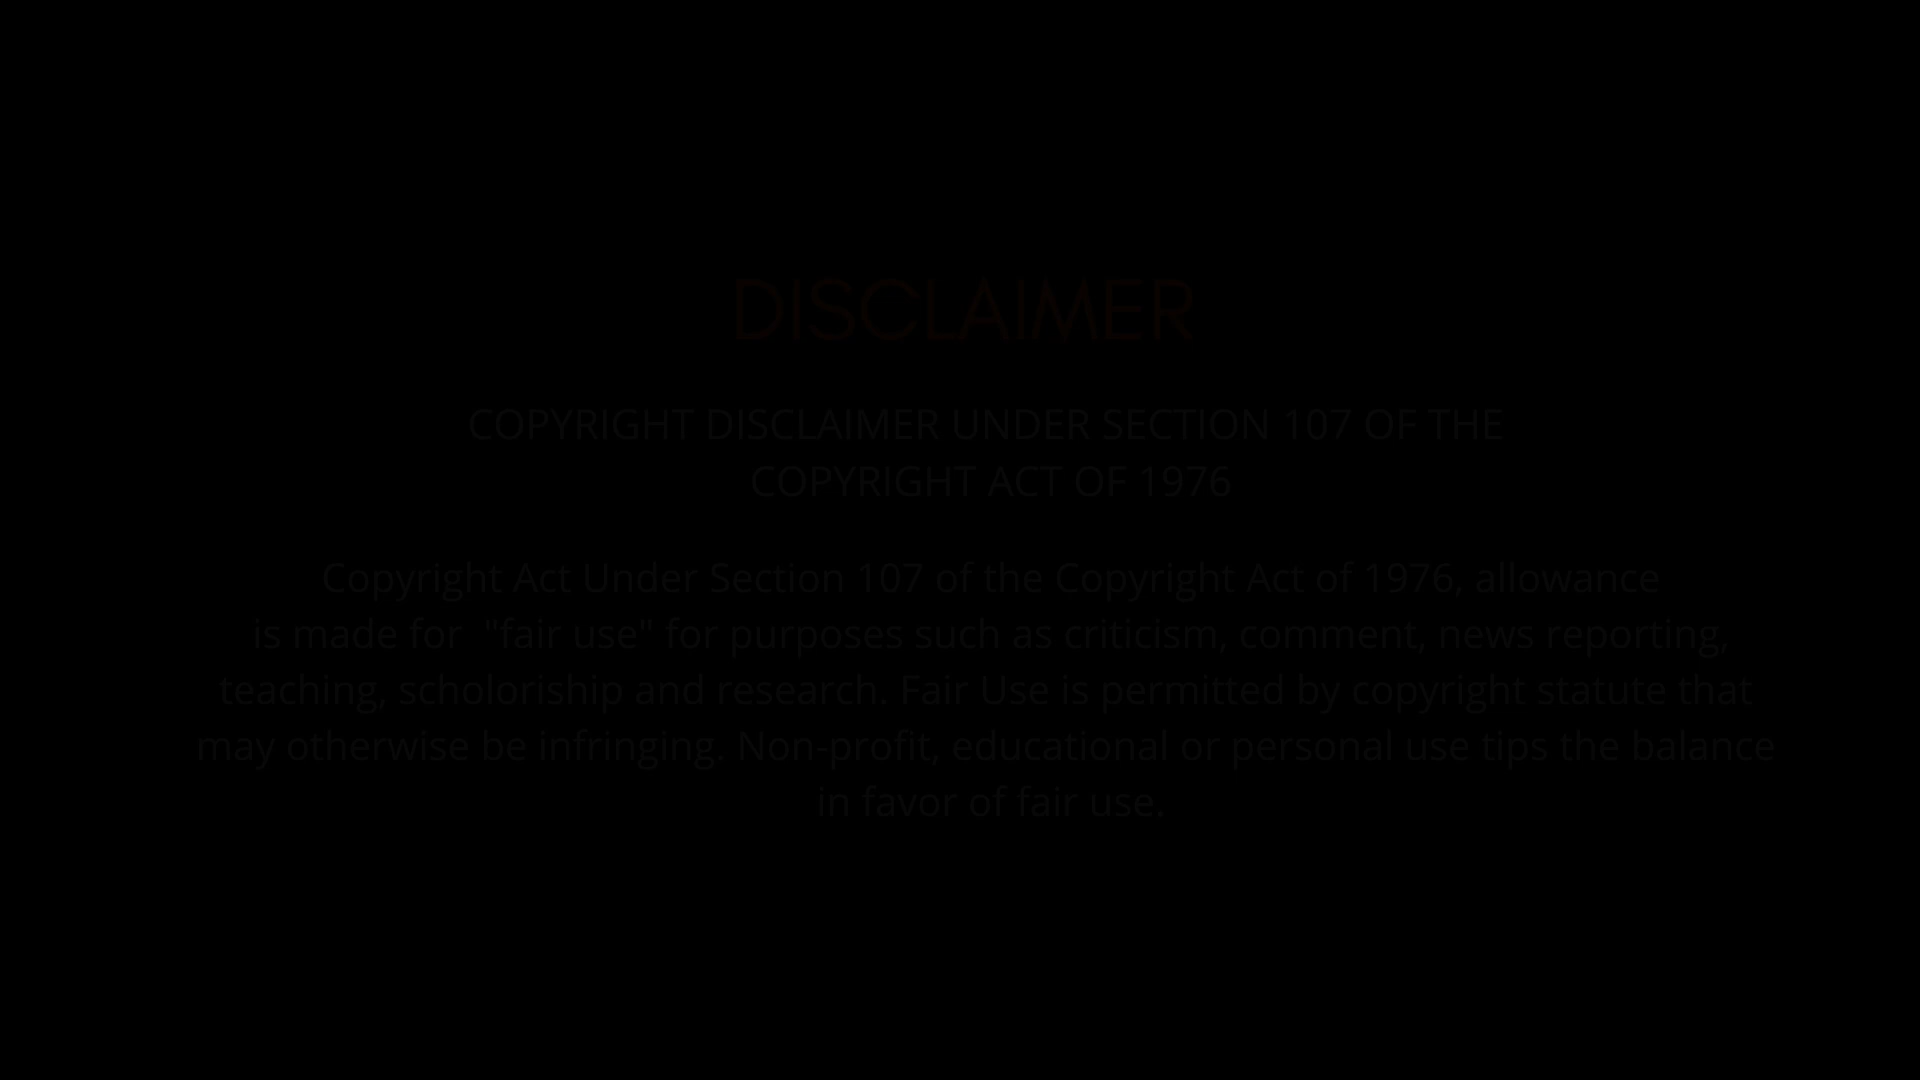 DISCLAIMER
COPYRIGHT DISCLAIMER UNDER SECTION 107 OF THE
COPYRIGHT ACT OF 1976
Copyright Act Under Section 107 of the Copyright Act of 1976, allowance
is made for  "fair use" for purposes such as criticism, comment, news reporting,
teaching, scholoriship and research. Fair Use is permitted by copyright statute that
may otherwise be infringing. Non-profit, educational or personal use tips the balance
in favor of fair use.